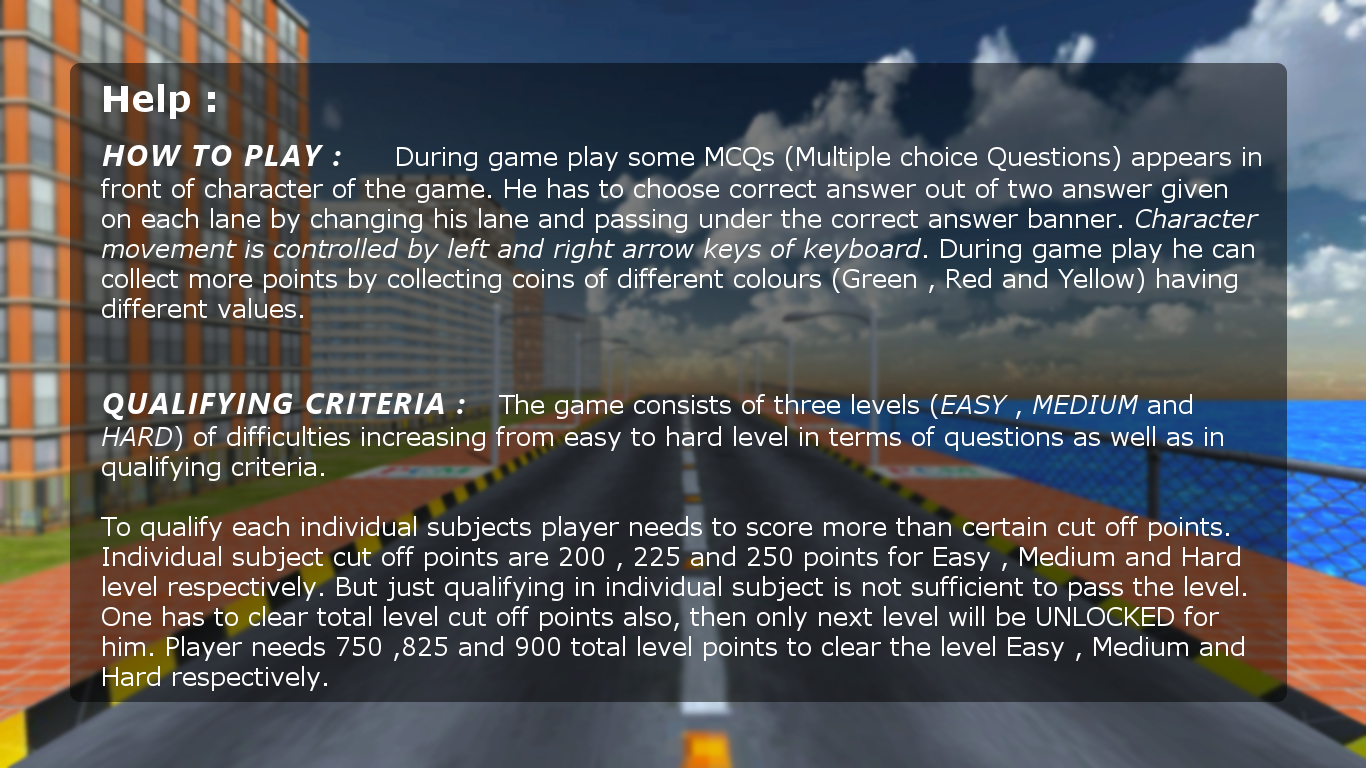 Help :
HOW TO PLAY : During game play some MCQs (Multiple choice Questions) appears in
front of character of the game. He has to choose correct answer out of two answer given
on each lane by changing his lane and passing under the correct answer banner. Character
movement is controlled by left and right arrow keys of keyboard. During game play he can
collect more points by collecting coins of different colours (Green , Red and Yellow) having
different values.
QUALIFYING CRITERIA : The game consists of three levels (EASY , MEDIUM and
HARD) of difficulties increasing from easy to hard level in terms of questions as well as in
qualifying criteria.
To qualify each individual subjects player needs to score more than certain cut off points.
Individual subject cut off points are 200 , 225 and 250 points for Easy , Medium and Hard
level respectively. But just qualifying in individual subject is not sufficient to pass the level.
One has to clear total level cut off points also, then only next level will be UNLOCKED for
him. Player needs 750 ,825 and 900 total level points to clear the level Easy , Medium and
Hard respectively.